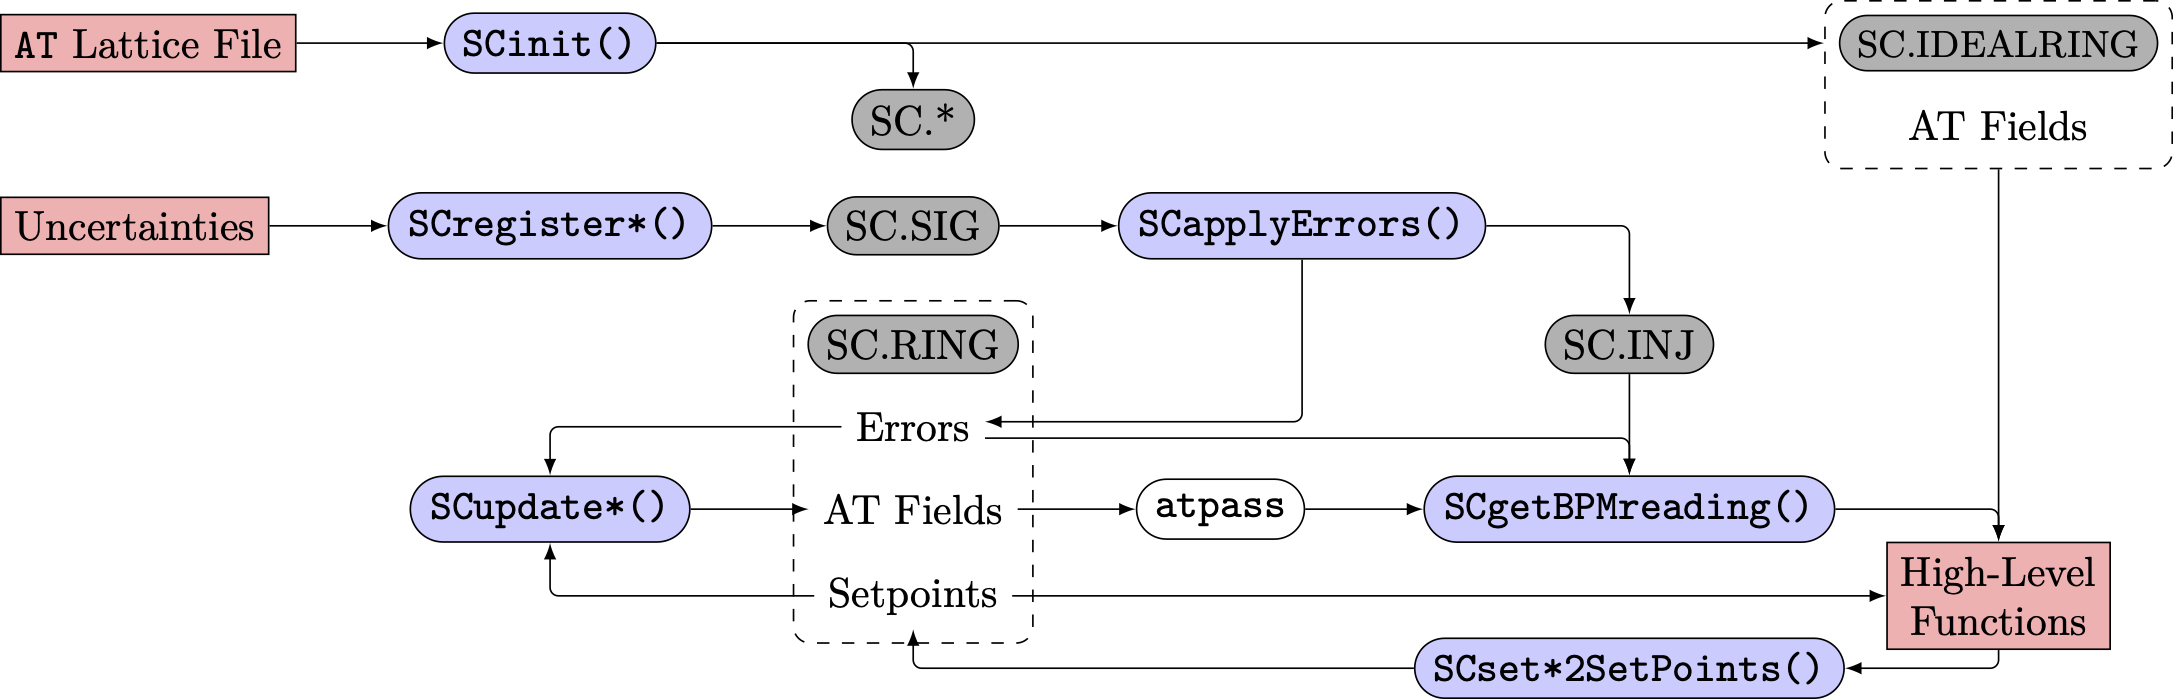 AT Lattice File
SCinit()
SC.IDEALRING
SC.*
AT Fields
Uncertainties
SCregister*()
SC.SIG
SCapplyErrors()
SC.RING
SC.INJ
Errors
SCupdate*()
AT Fields
atpass
SCgetBPMreading()
Setpoints
High-Level
Functions
SCset*2SetPoints()